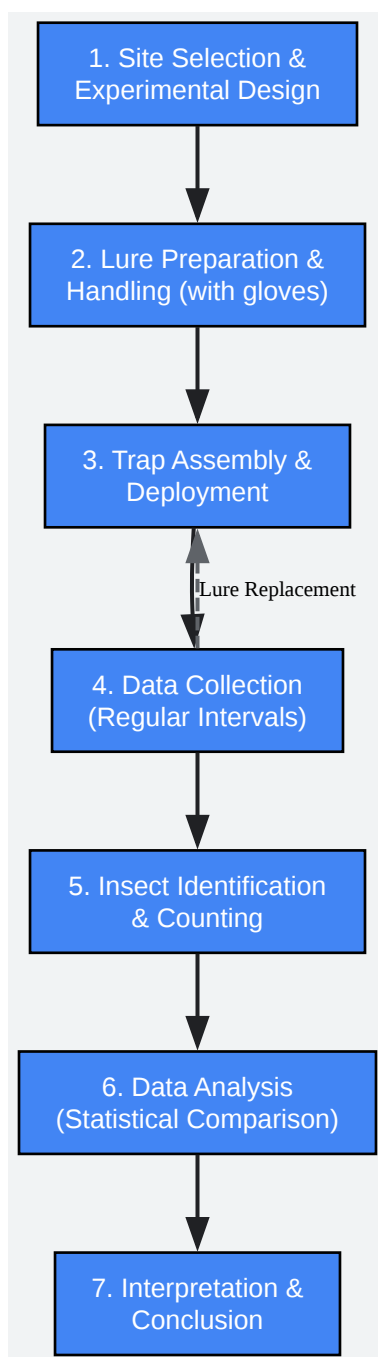 1. Site Selection &
Experimental Design
2. Lure Preparation &
Handling (with gloves)
3. Trap Assembly &
Deployment
Lure Replacement
4. Data Collection
(Regular Intervals)
5. Insect Identification
& Counting
6. Data Analysis
(Statistical Comparison)
7. Interpretation &
Conclusion